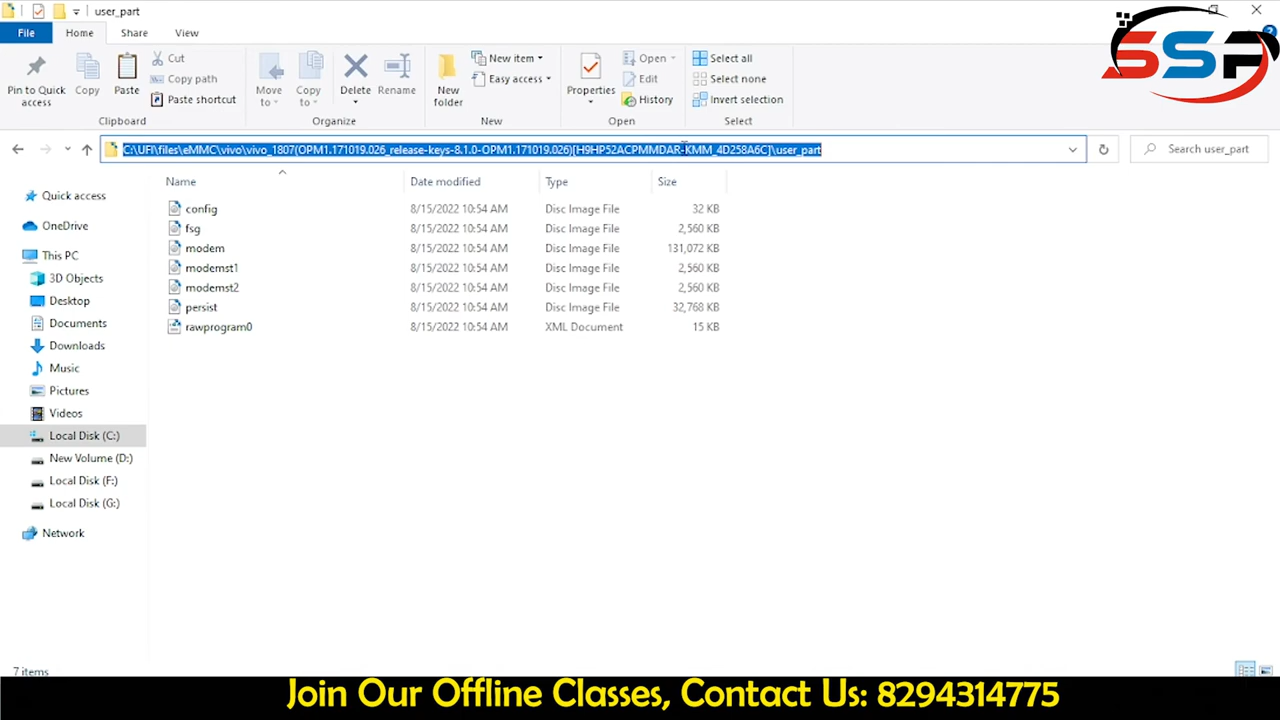 user_part
File Home Share View
Pin to Quick access
Copy
Paste
Cut
Copy path
Paste shortcut
Clipboard
Move to
Copy to
Delete
Rename
Organize
New folder
New item
Easy access
New
Properties
Open
Edit
History
Open
Select all
Select none
Invert selection
Select
SSP
C:\UFI\files\eMMC\vivo\vivo_1807(OPM1.171019.026_release-keys-8.1.0-OPM1.171019.026)[H9HP52ACPMMDAR-KMM_4D258A6C]\user_part
Search user_part
Quick access
OneDrive
This PC
3D Objects
Desktop
Documents
Downloads
Music
Pictures
Videos
Local Disk (C:)
New Volume (D:)
Local Disk (F:)
Local Disk (G:)
Network
Name Date modified Type Size
config 8/15/2022 10:54 AM Disc Image File 32 KB
fsg 8/15/2022 10:54 AM Disc Image File 2,560 KB
modem 8/15/2022 10:54 AM Disc Image File 131,072 KB
modemst1 8/15/2022 10:54 AM Disc Image File 2,560 KB
modemst2 8/15/2022 10:54 AM Disc Image File 2,560 KB
persist 8/15/2022 10:54 AM Disc Image File 32,768 KB
rawprogram0 8/15/2022 10:54 AM XML Document 15 KB
7 items
Join Our Offline Classes, Contact Us: 8294314775